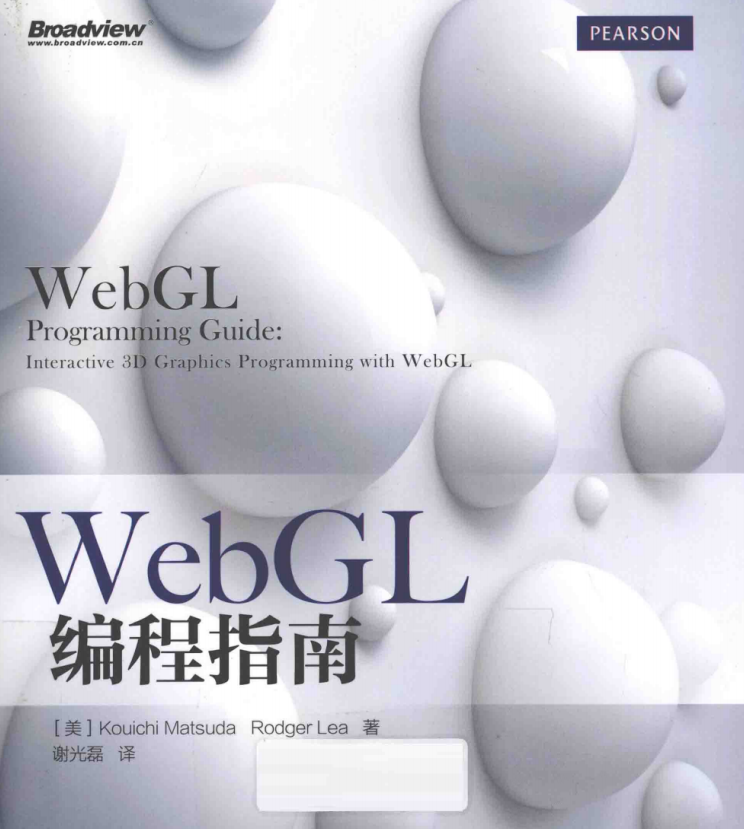 Broadview
www.broadview.com.cn
PEARSON
WebGL
Programming Guide:
Interactive 3D Graphics Programming with WebGL
WebGL
编程指南
[美] Kouichi Matsuda Rodger Lea 著
谢光磊 译